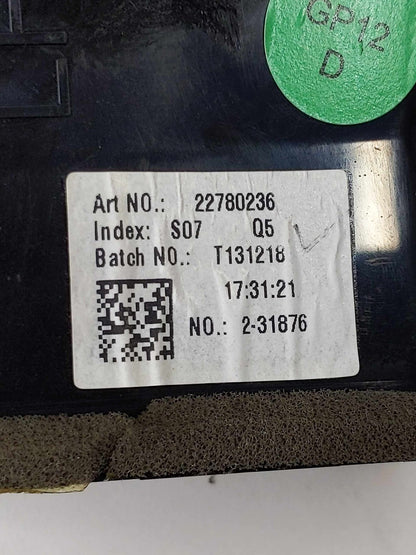 GP12
D
Art NO.: 22780236
Index: S07 Q5
Batch NO.: T131218
17:31:21
NO.: 2-31876